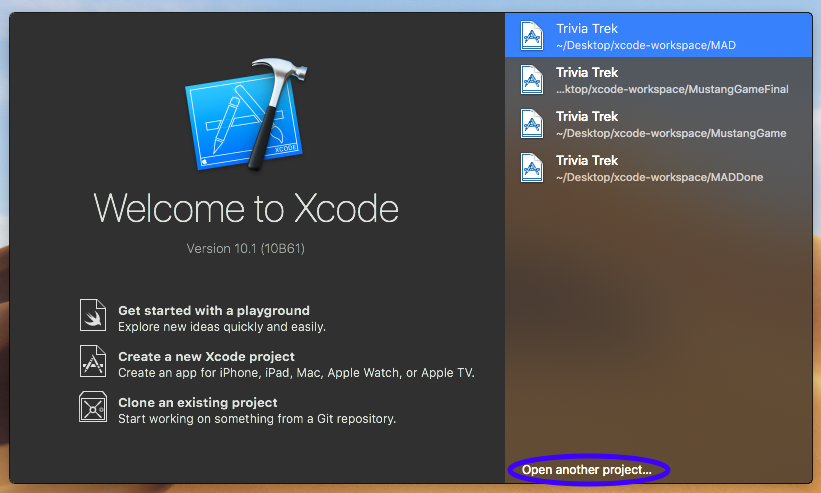 XCODE
Welcome to Xcode
Version 10.1 (10B61)
Get started with a playground
Explore new ideas quickly and easily.
Create a new Xcode project
Create an app for iPhone, iPad, Mac, Apple Watch, or Apple TV.
Clone an existing project
Start working on something from a Git repository.
Trivia Trek
~/Desktop/xcode-workspace/MAD
Trivia Trek
...ktop/xcode-workspace/MustangGameFinal
Trivia Trek
~/Desktop/xcode-workspace/MustangGame
Trivia Trek
~/Desktop/xcode-workspace/MADDone
Open another project...